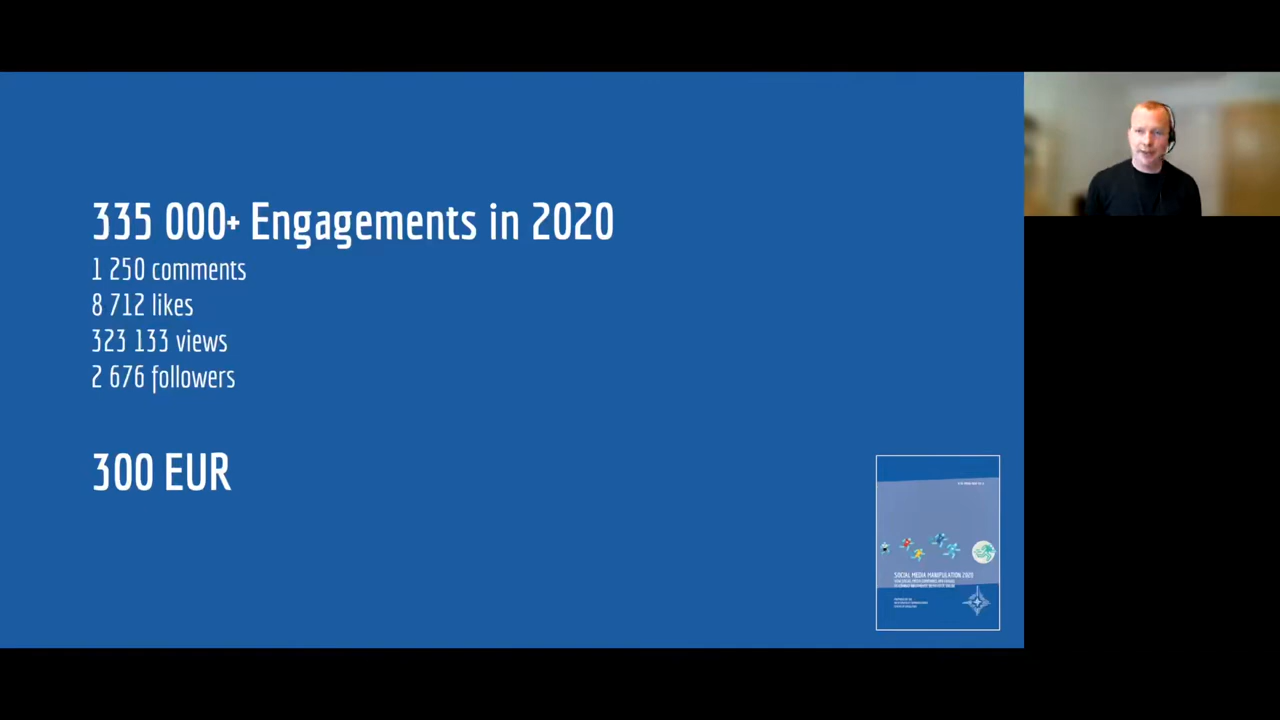 335 000+ Engagements in 2020
1 250 comments
8 712 likes
323 133 views
2 676 followers
300 EUR
SOCIAL MEDIA MANIPULATION 2020